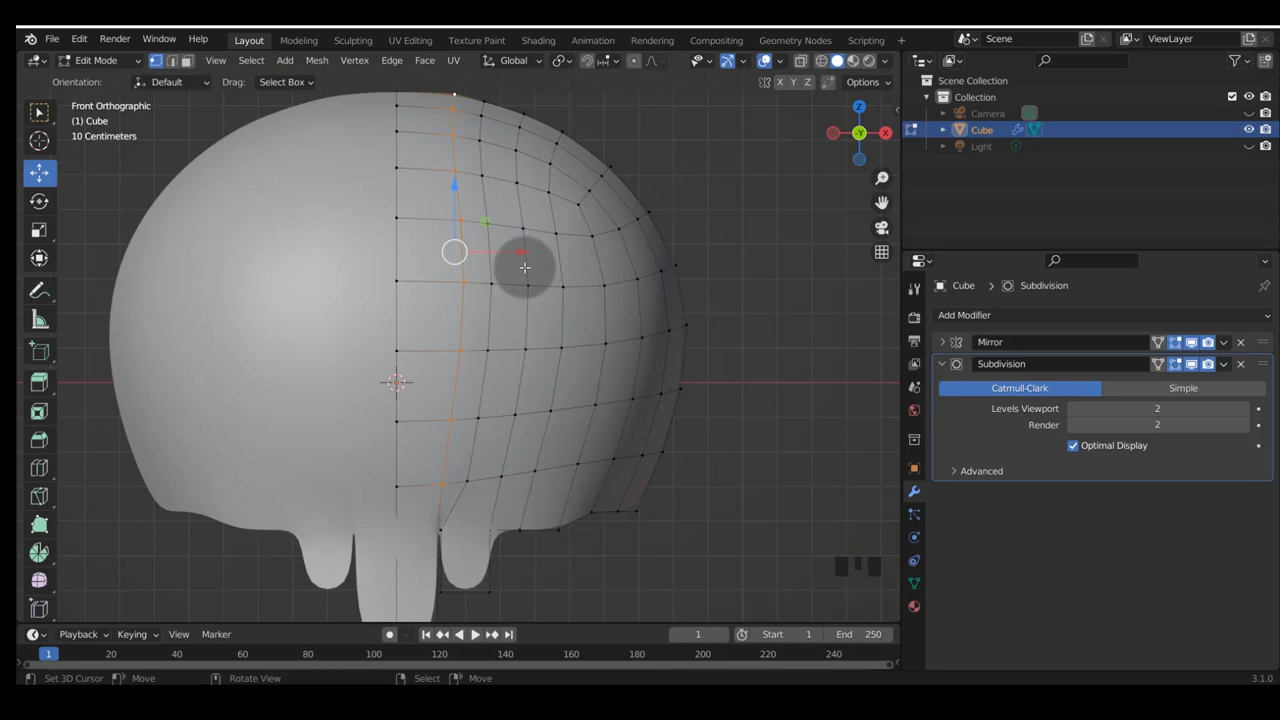 File Edit Render Window Help Layout Modeling Sculpting UV Editing Texture Paint Shading Animation Rendering Compositing Geometry Nodes Scripting + Scene ViewLayer
Edit Mode View Select Add Mesh Vertex Edge Face UV Global
Orientation: Default Drag: Select Box X Y Z Options
Front Orthographic
(1) Cube
10 Centimeters
Z
-Y
X
Scene Collection
Collection
Camera
Cube
Light
Cube > Subdivision
Add Modifier
Mirror
Subdivision
Catmull-Clark Simple
Levels Viewport 2
Render 2
Optimal Display
Advanced
Playback Keying View Marker 1 Start 1 End 250
1 20 40 60 80 100 120 140 160 180 200 220 240
Set 3D Cursor Move Rotate View Select Move 3.1.0